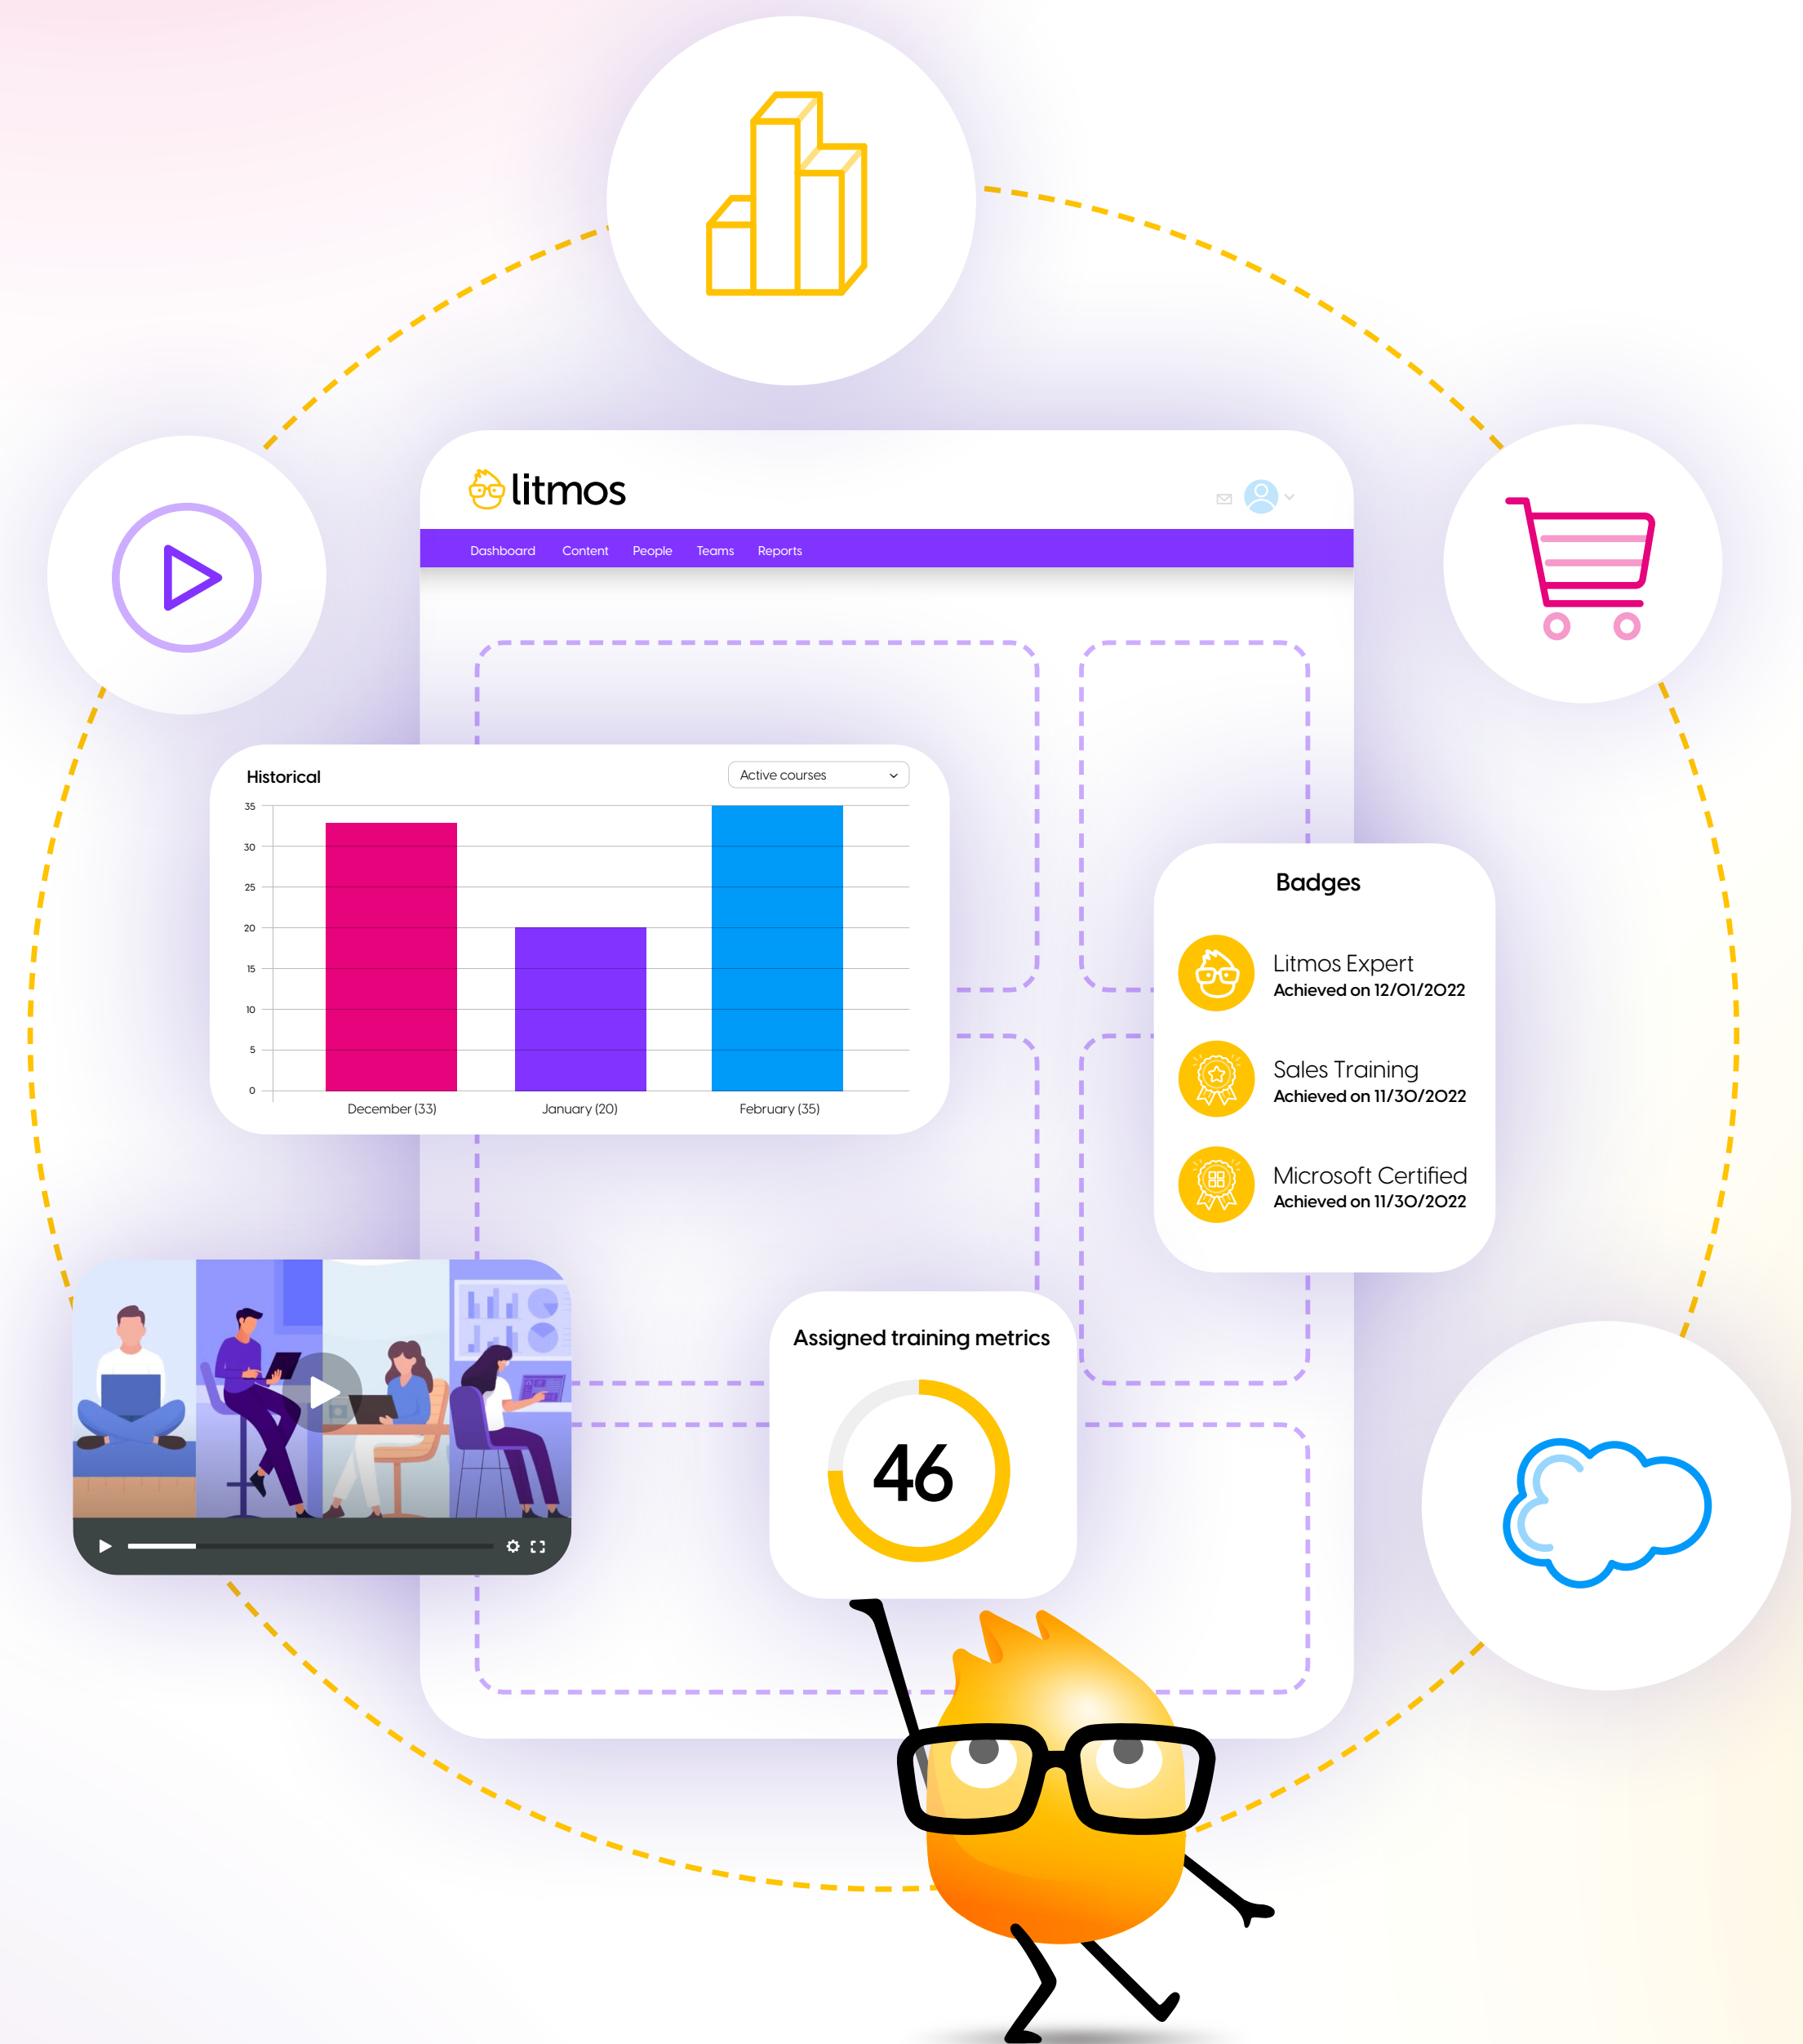 litmos
Dashboard Content People Teams Reports
Historical
Active courses
35
30
25
20
15
10
5
0
December (33) January (20) February (35)
Badges
Litmos Expert
Achieved on 12/01/2022
Sales Training
Achieved on 11/30/2022
Microsoft Certified
Achieved on 11/30/2022
Assigned training metrics
46